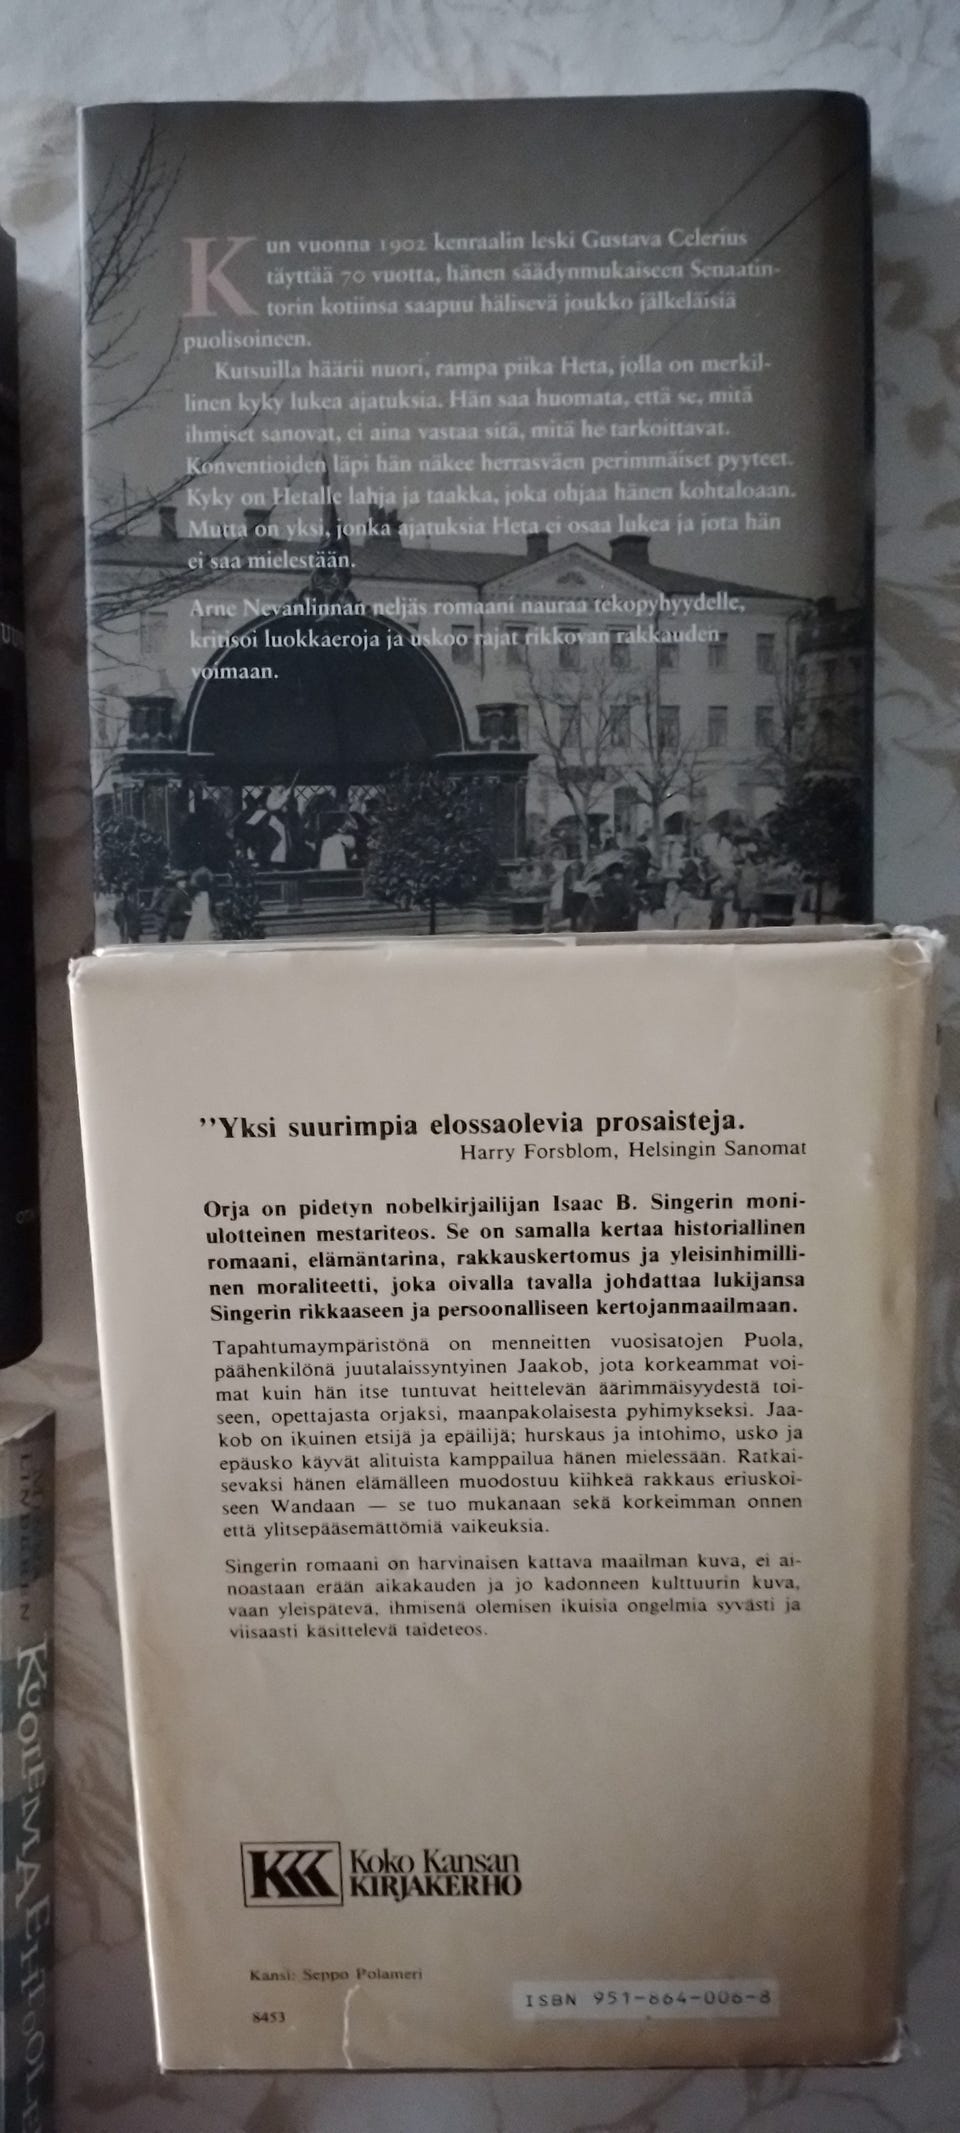 Kun vuonna 1902 kenraalin leski Gustava Celerius
täyttää 70 vuotta, hänen säädynmukaiseen Senaatin-
torin kotiinsa saapuu hälisevä joukko jälkeläisiä
puolisoineen.
Kutsuilla häärii nuori, rampa piika Heta, jolla on merkil-
linen kyky lukea ajatuksia. Hän saa huomata, että se, mitä
ihmiset sanovat, ei aina vastaa sitä, mitä he tarkoittavat.
Konventioiden läpi hän näkee herrasväen perimmäiset pyyteet.
Kyky on Hetalle lahja ja taakka, joka ohjaa hänen kohtaloaan.
Mutta on yksi, jonka ajatuksia Heta ei osaa lukea ja jota hän
ei saa mielestään.
Arne Nevanlinnan neljäs romaani nauraa tekopyhyydelle,
kritisoi luokkaeroja ja uskoo rajat rikkovan rakkauden
voimaan.
”Yksi suurimpia elossaolevia prosaisteja.
Harry Forsblom, Helsingin Sanomat
Orja on pidetyn nobelkirjailijan Isaac B. Singerin moni-
ulotteinen mestariteos. Se on samalla kertaa historiallinen
romaani, elämäntarina, rakkauskertomus ja yleisinhimilli-
nen moraliteetti, joka oivalla tavalla johdattaa lukijansa
Singerin rikkaaseen ja persoonalliseen kertojanmaailmaan.
Tapahtumaympäristönä on menneitten vuosisatojen Puola,
päähenkilönä juutalaissyntyinen Jaakob, jota korkeammat voi-
mat kuin hän itse tuntuvat heittelevän äärimmäisyydestä toi-
seen, opettajasta orjaksi, maanpakolaisesta pyhimykseksi. Jaa-
kob on ikuinen etsijä ja epäilijä; hurskaus ja intohimo, usko ja
epäusko käyvät alituista kamppailua hänen mielessään. Ratkai-
sevaksi hänen elämälleen muodostuu kiihkeä rakkaus eriuskoi-
seen Wandaan — se tuo mukanaan sekä korkeimman onnen
että ylitsepääsemättömiä vaikeuksia.
Singerin romaani on harvinaisen kattava maailman kuva, ei ai-
noastaan erään aikakauden ja jo kadonneen kulttuurin kuva,
vaan yleispätevä, ihmisenä olemisen ikuisia ongelmia syvästi ja
viisaasti käsittelevä taideteos.
KKK Koko Kansan
KIRJAKERHO
Kansi: Seppo Polameri
8453
ISBN 951-864-006-8
KUOLEMA EHTOOLE